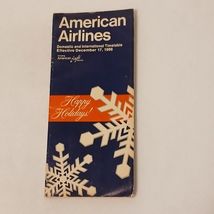 American
Airlines
Domestic and International Timetable
Effective December 17, 1986
Happy
Holidays!